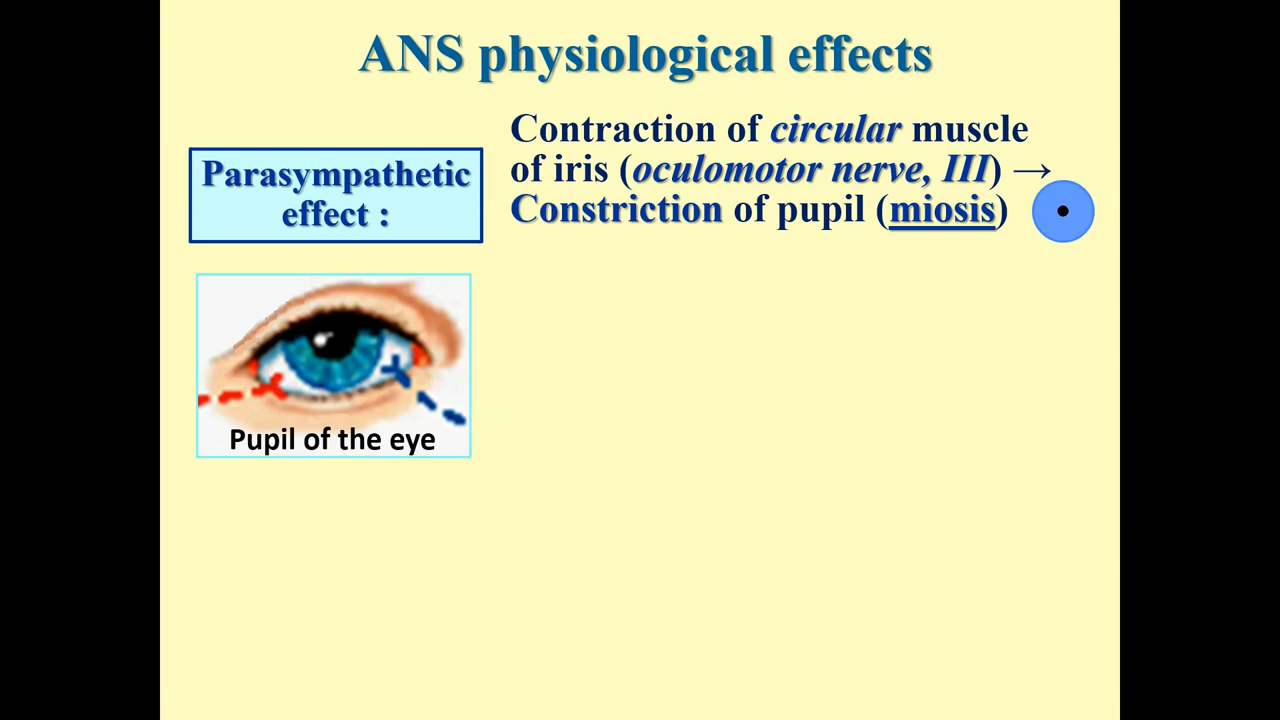 ANS physiological effects
Parasympathetic
effect :
Contraction of circular muscle
of iris (oculomotor nerve, III) →
Constriction of pupil (miosis)
Pupil of the eye